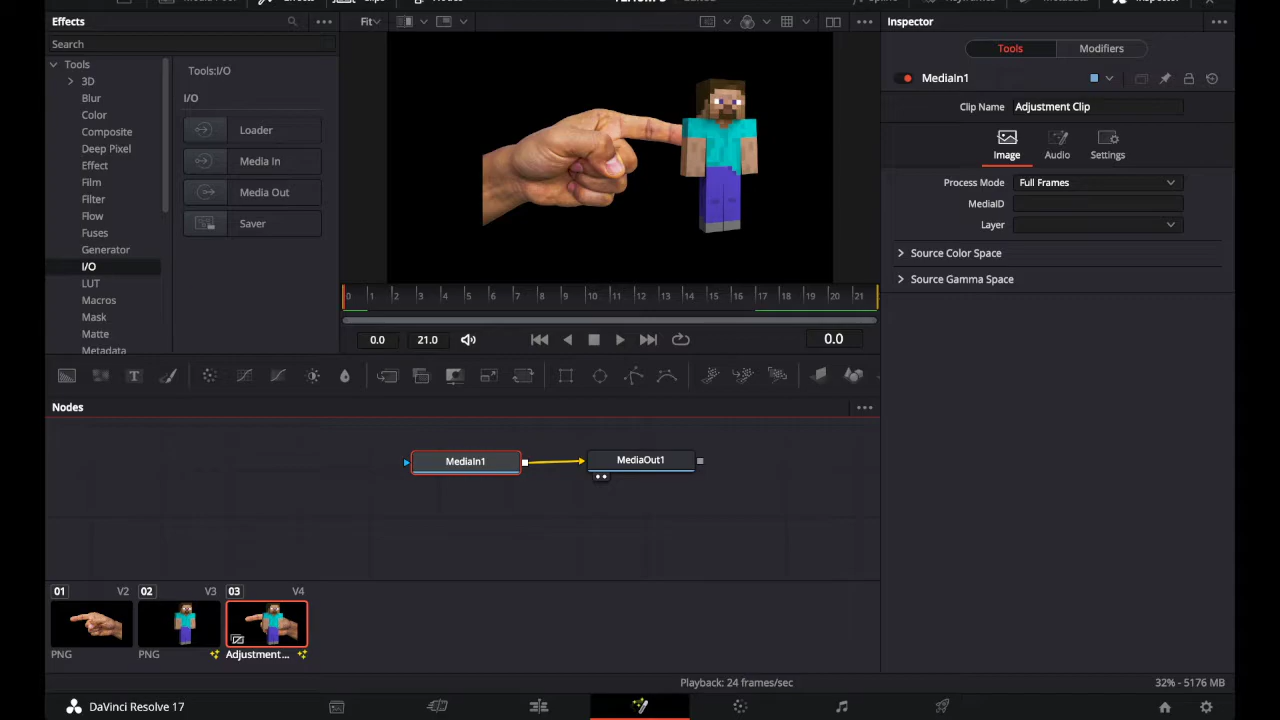 Effects
Fit
Inspector
Search
Tools
3D
Blur
Color
Composite
Deep Pixel
Effect
Film
Filter
Flow
Fuses
Generator
I/O
LUT
Macros
Mask
Matte
Metadata
Tools:I/O
I/O
Loader
Media In
Media Out
Saver
0 1 2 3 4 5 6 7 8 9 10 11 12 13 14 15 16 17 18 19 20 21
0.0 21.0 0.0
Tools Modifiers
MediaIn1
Clip Name Adjustment Clip
Image Audio Settings
Process Mode Full Frames
MediaID
Layer
Source Color Space
Source Gamma Space
Nodes
MediaIn1 MediaOut1
01 V2 02 V3 03 V4
PNG PNG Adjustment ...
Playback: 24 frames/sec 32% - 5176 MB
DaVinci Resolve 17